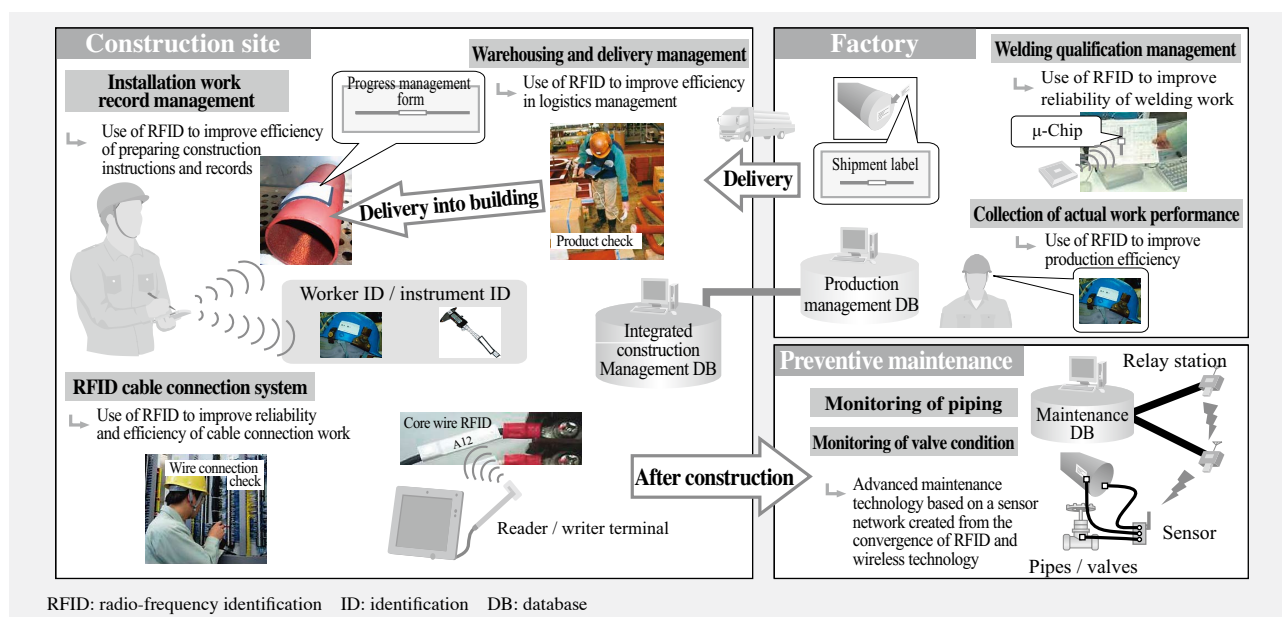 Construction site
Installation work
record management
Use of RFID to improve efficiency
of preparing construction
instructions and records
Progress management
form
Warehousing and delivery management
Use of RFID to improve efficiency
in logistics management
Product check
Delivery into building
Delivery
Worker ID / instrument ID
Integrated
construction
Management DB
RFID cable connection system
Use of RFID to improve reliability
and efficiency of cable connection work
Wire connection
check
Core wire RFID
A12
Reader / writer terminal
After construction
Factory
Shipment label
Welding qualification management
Use of RFID to improve
reliability of welding work
μ-Chip
Collection of actual work performance
Use of RFID to improve
production efficiency
Production
management DB
Preventive maintenance
Monitoring of piping
Monitoring of valve condition
Advanced maintenance
technology based on a sensor
network created from the
convergence of RFID and
wireless technology
Relay station
Maintenance
DB
Sensor
Pipes / valves
RFID: radio-frequency identification ID: identification DB: database